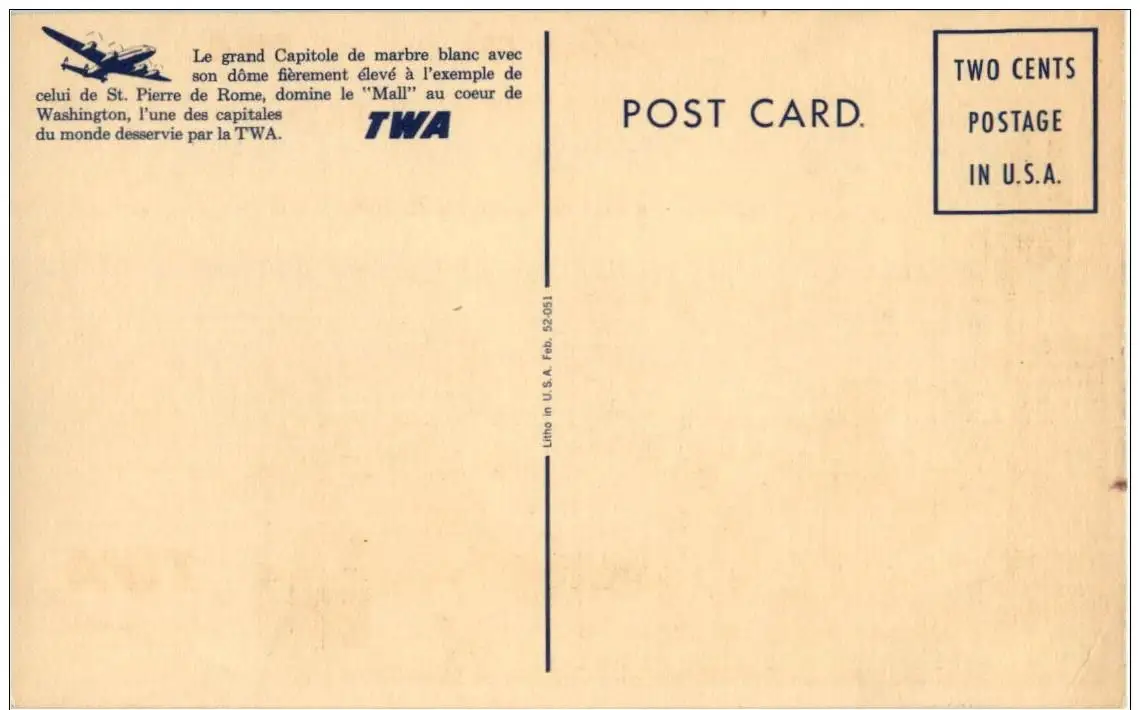 Le grand Capitole de marbre blanc avec
son dôme fièrement élevé à l'exemple de
celui de St. Pierre de Rome, domine le "Mall" au coeur de
Washington, l'une des capitales
du monde desservie par la TWA.
TWA
Litho in U.S.A. Feb. 52-051
POST CARD.
TWO CENTS
POSTAGE
IN U.S.A.